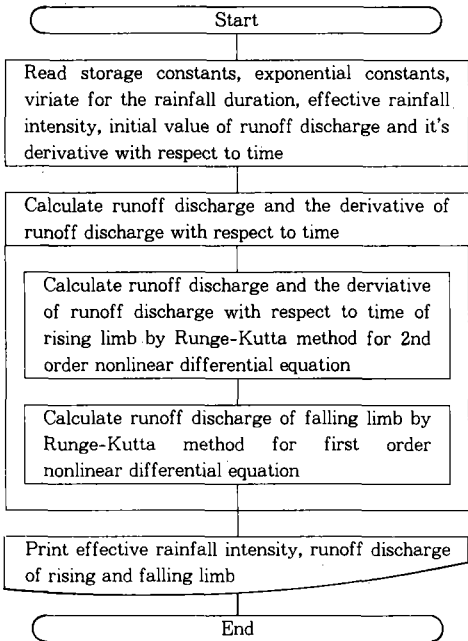 Start
Read storage constants, exponential constants,
viriate for the rainfall duration, effective rainfall
intensity, initial value of runoff discharge and it's
derivative with respect to time
Calculate runoff discharge and the derivative of
runoff discharge with respect to time
Calculate runoff discharge and the derviative
of runoff discharge with respect to time of
rising limb by Runge-Kutta method for 2nd
order nonlinear differential equation
Calculate runoff discharge of falling limb by
Runge-Kutta method for first order
nonlinear differential equation
Print effective rainfall intensity, runoff discharge
of rising and falling limb
End